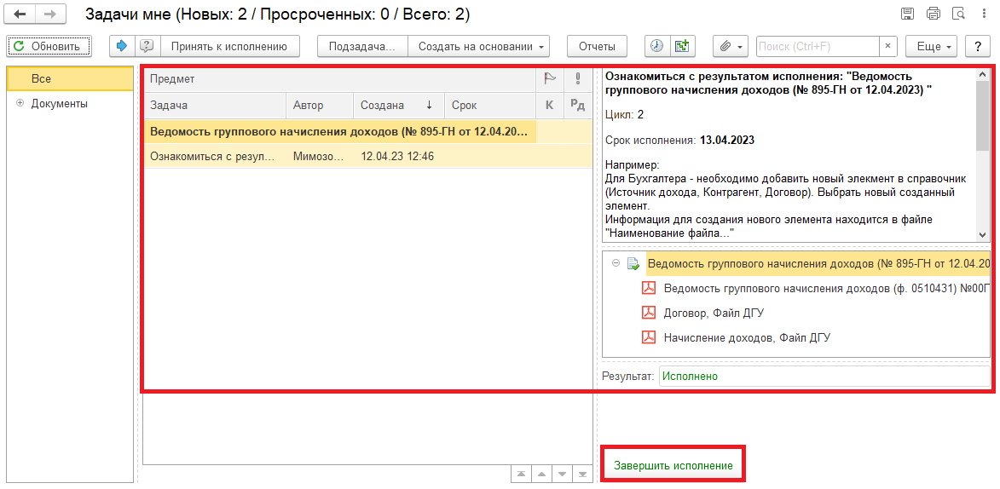 Задачи мне (Новых: 2 / Просроченных: 0 / Всего: 2)
Обновить
Принять к исполнению
Подзадача...
Создать на основании
Отчеты
Поиск (Ctrl+F)
×
Еще
?
Все
Документы
Предмет
Задача Автор Создана ↓ Срок К Рд
Ведомость группового начисления доходов (№ 895-ГН от 12.04.20...
Ознакомиться с резул... Мимозо... 12.04.23 12:46
Ознакомиться с результатом исполнения: "Ведомость
группового начисления доходов (№ 895-ГН от 12.04.2023) "
Цикл: 2
Срок исполнения: 13.04.2023
Например:
Для Бухгалтера - необходимо добавить новый элекмент в справочник
(Источник дохода, Контрагент, Договор). Выбрать новый созданный
элемент.
Информация для создания нового элемента находится в файле
"Наименование файла..."
Ведомость группового начисления доходов (№ 895-ГН от 12.04.20
Ведомость группового начисления доходов (ф. 0510431) №00Г
Договор, Файл ДГУ
Начисление доходов, Файл ДГУ
Результат: Исполнено
Завершить исполнение